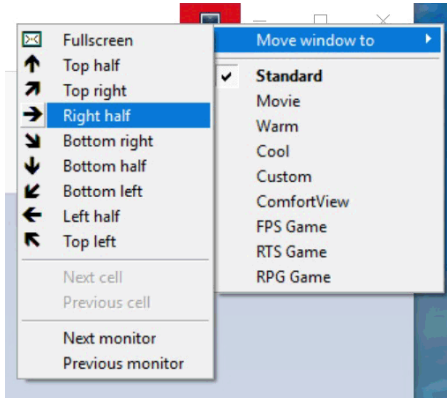 Fullscreen
Top half
Top right
Right half
Bottom right
Bottom half
Bottom left
Left half
Top left
Next cell
Previous cell
Next monitor
Previous monitor
Move window to
Standard
Movie
Warm
Cool
Custom
ComfortView
FPS Game
RTS Game
RPG Game